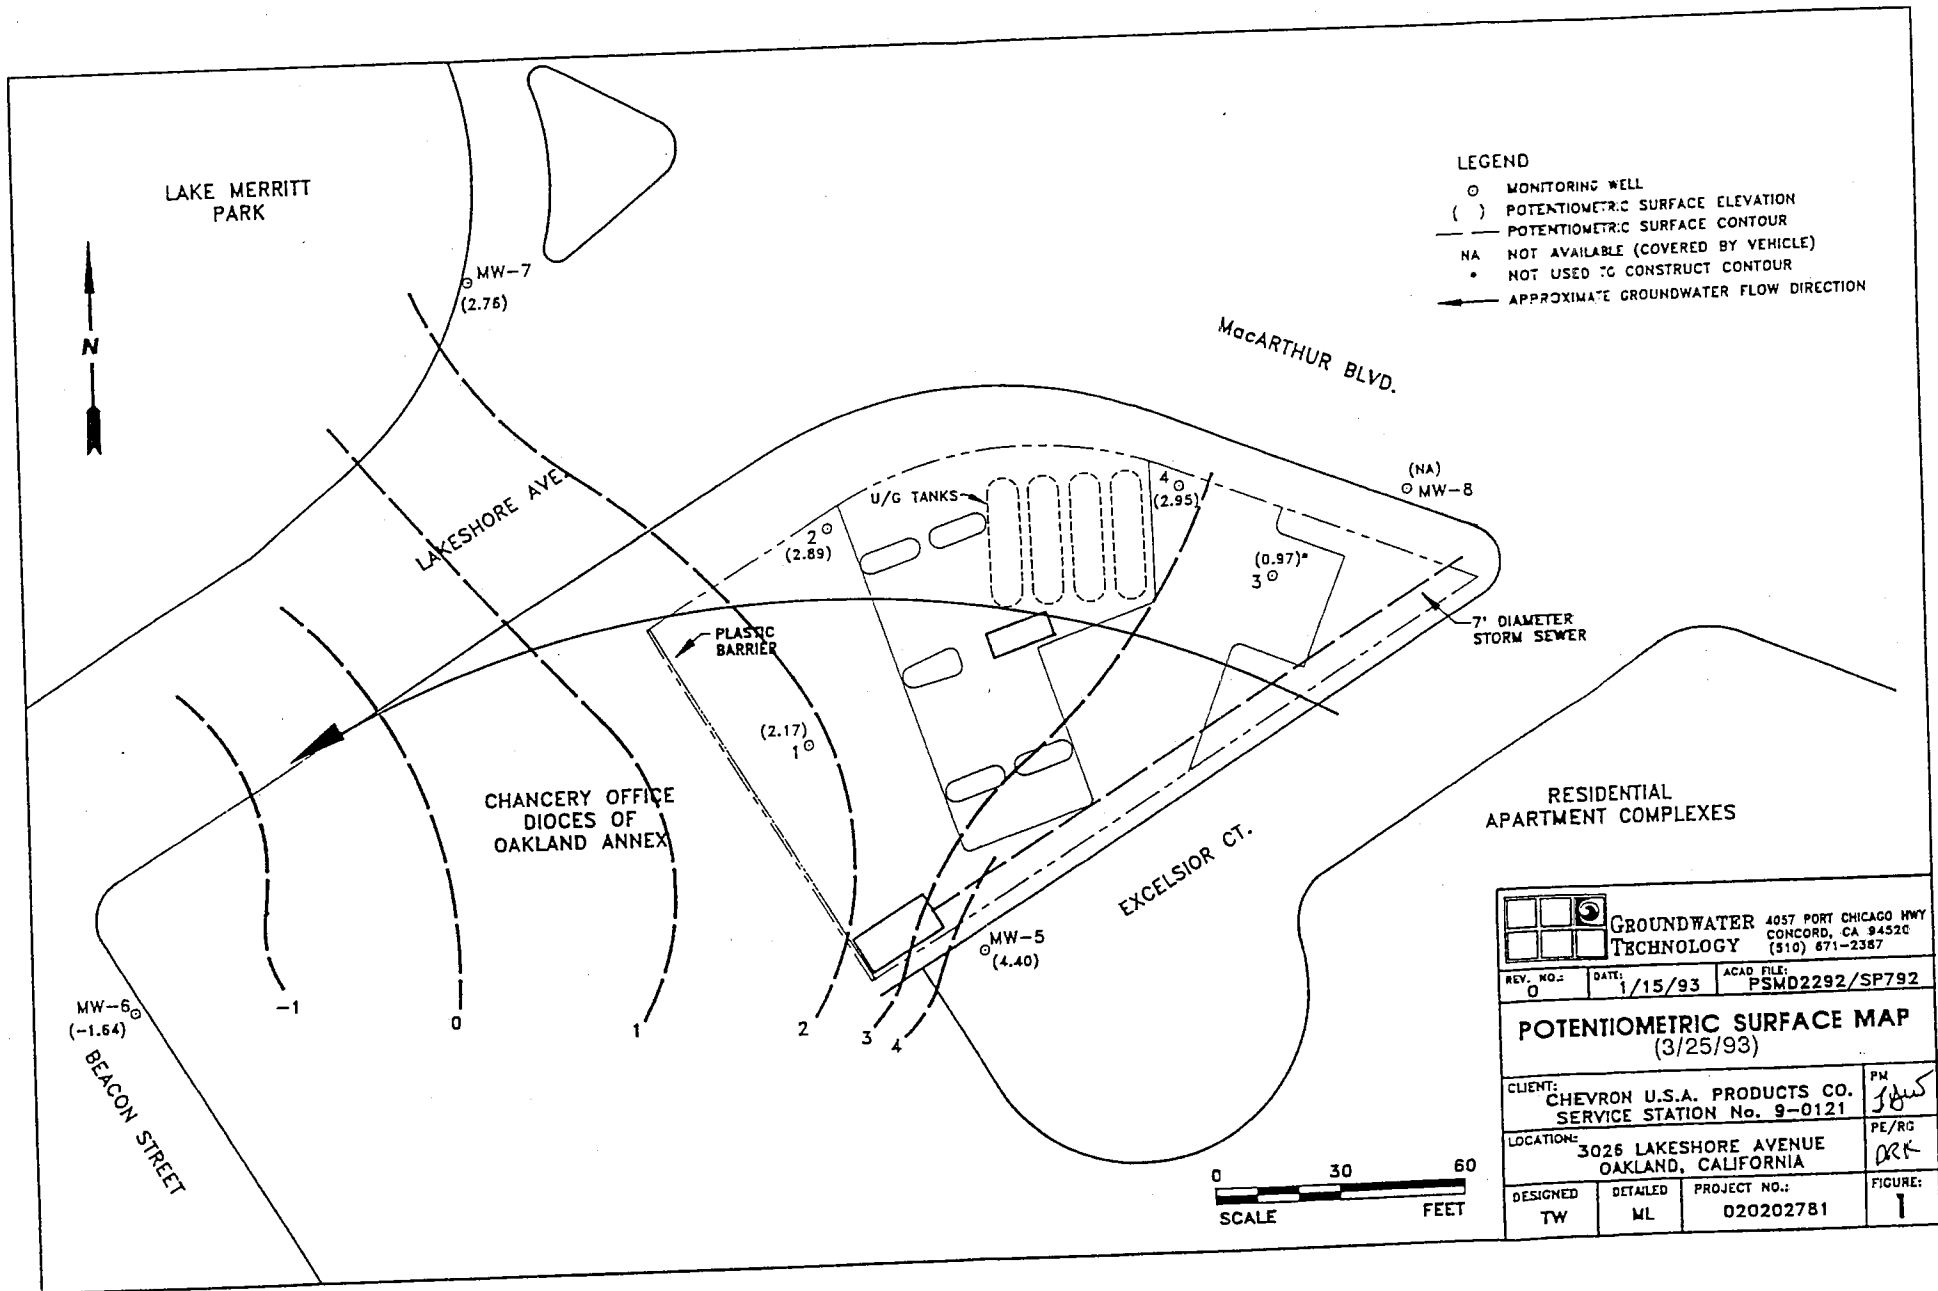 LAKE MERRITT
PARK
N
MW-7
(2.76)
LEGEND
MONITORING WELL
( ) POTENTIOMETRIC SURFACE ELEVATION
POTENTIOMETRIC SURFACE CONTOUR
NA NOT AVAILABLE (COVERED BY VEHICLE)
• NOT USED TO CONSTRUCT CONTOUR
APPROXIMATE GROUNDWATER FLOW DIRECTION
MacARTHUR BLVD.
LAKESHORE AVE.
U/G TANKS
4
(2.95)
(NA)
MW-8
2
(2.89)
(0.97)•
3
7' DIAMETER
STORM SEWER
PLASTIC
BARRIER
(2.17)
1
CHANCERY OFFICE
DIOCES OF
OAKLAND ANNEX
RESIDENTIAL
APARTMENT COMPLEXES
EXCELSIOR CT.
MW-5
(4.40)
MW-6
(-1.64)
-1
0
1
2
3
4
BEACON STREET
0 30 60
SCALE FEET
GROUNDWATER
TECHNOLOGY
4057 PORT CHICAGO HWY
CONCORD, CA 94520
(510) 671-2387
REV. NO.:
0
DATE:
1/15/93
ACAD FILE:
PSMD2292/SP792
POTENTIOMETRIC SURFACE MAP
(3/25/93)
CLIENT:
CHEVRON U.S.A. PRODUCTS CO.
SERVICE STATION No. 9-0121
PM
LOCATION:
3026 LAKESHORE AVENUE
OAKLAND, CALIFORNIA
PE/RG
DRK
DESIGNED
TW
DETAILED
ML
PROJECT NO.:
020202781
FIGURE:
1